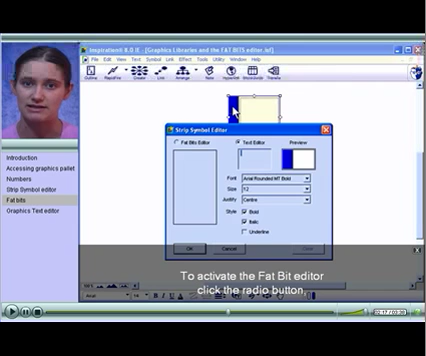 Inspiration® 8.0 IE - [Graphics Libraries and the FAT BITS editor.isf]
File Edit View Text Symbol Link Effect Tools Utility Window Help
Outline RapidFire Create Link Arrange Note Hyperlink Transfer
Strip Symbol Editor
Fat Bits Editor Text Editor Preview
Font Arial Rounded MT Bold
Size 12
Justify Centre
Style Bold
Italic
Underline
OK Cancel Clear
Introduction
Accessing graphics pallet
Numbers
Strip Symbol editor
Fat bits
Graphics Text editor
To activate the Fat Bit editor
click the radio button.
Arial 16 B I U